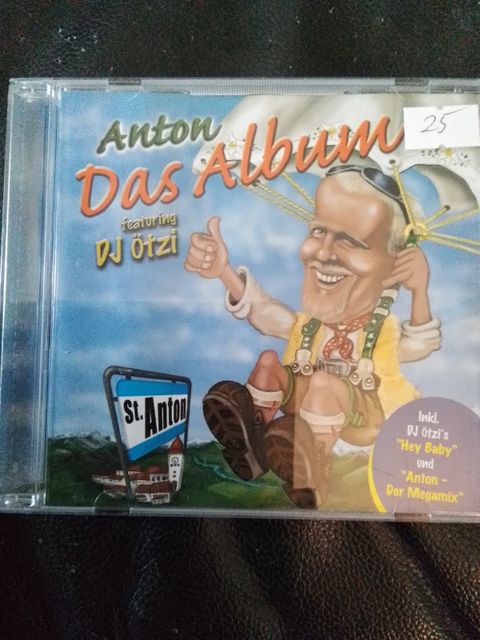 Anton
Das Album
featuring
DJ Ötzi
25
St. Anton
Inkl.
DJ Ötzi's
"Hey Baby"
und
"Anton -
Der Megamix"